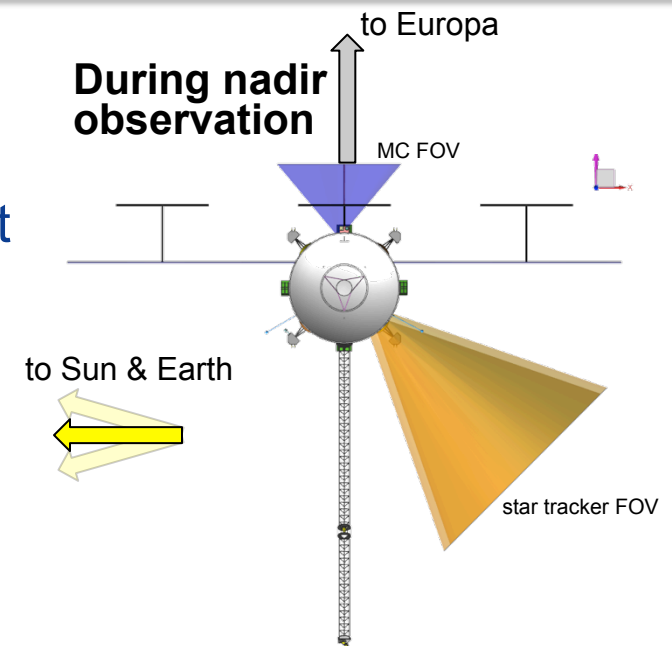 to Europa
During nadir
observation
MC FOV
t
x
to Sun & Earth
star tracker FOV